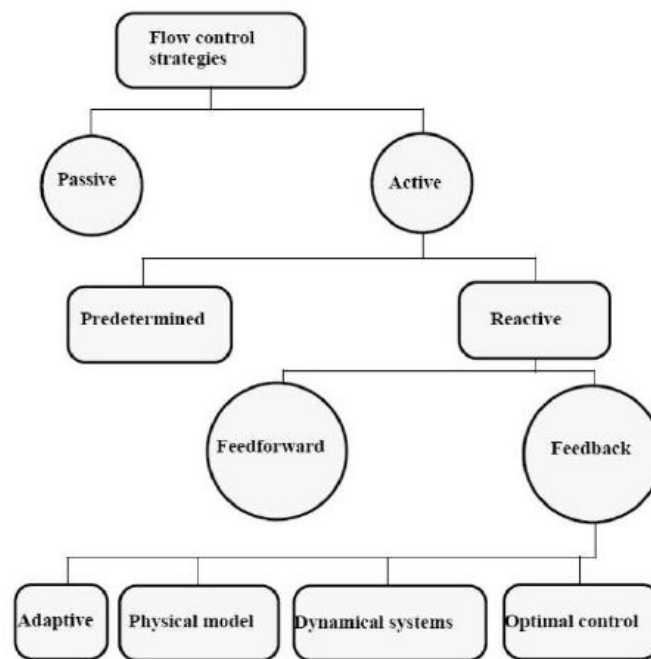 Flow control
strategies
Passive
Active
Predetermined
Reactive
Feedforward
Feedback
Adaptive
Physical model
Dynamical systems
Optimal control